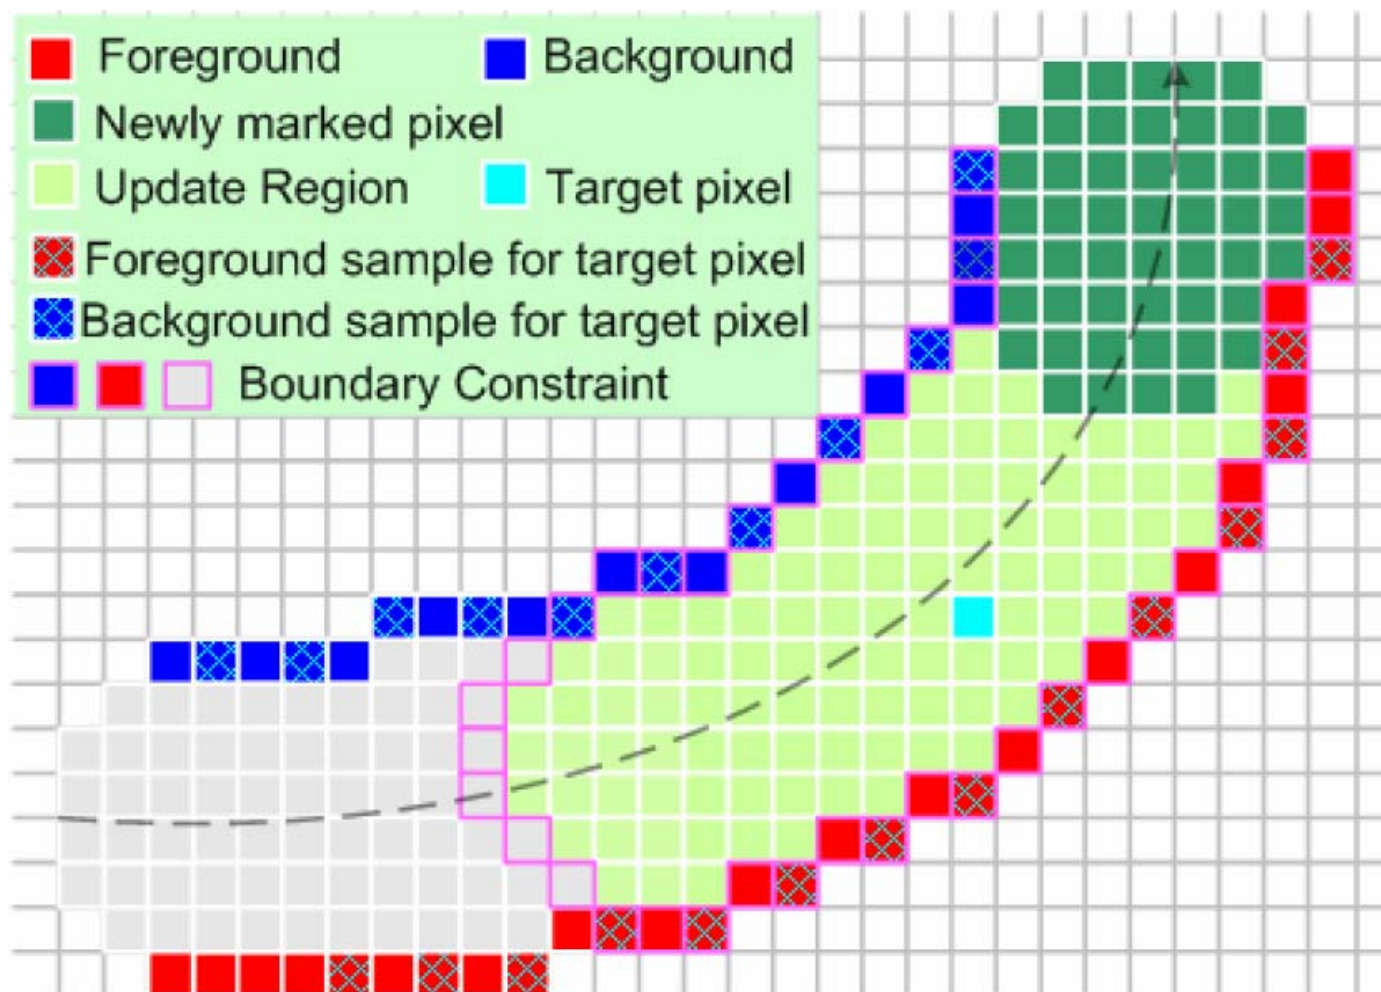 Foreground Background
Newly marked pixel
Update Region Target pixel
Foreground sample for target pixel
Background sample for target pixel
Boundary Constraint